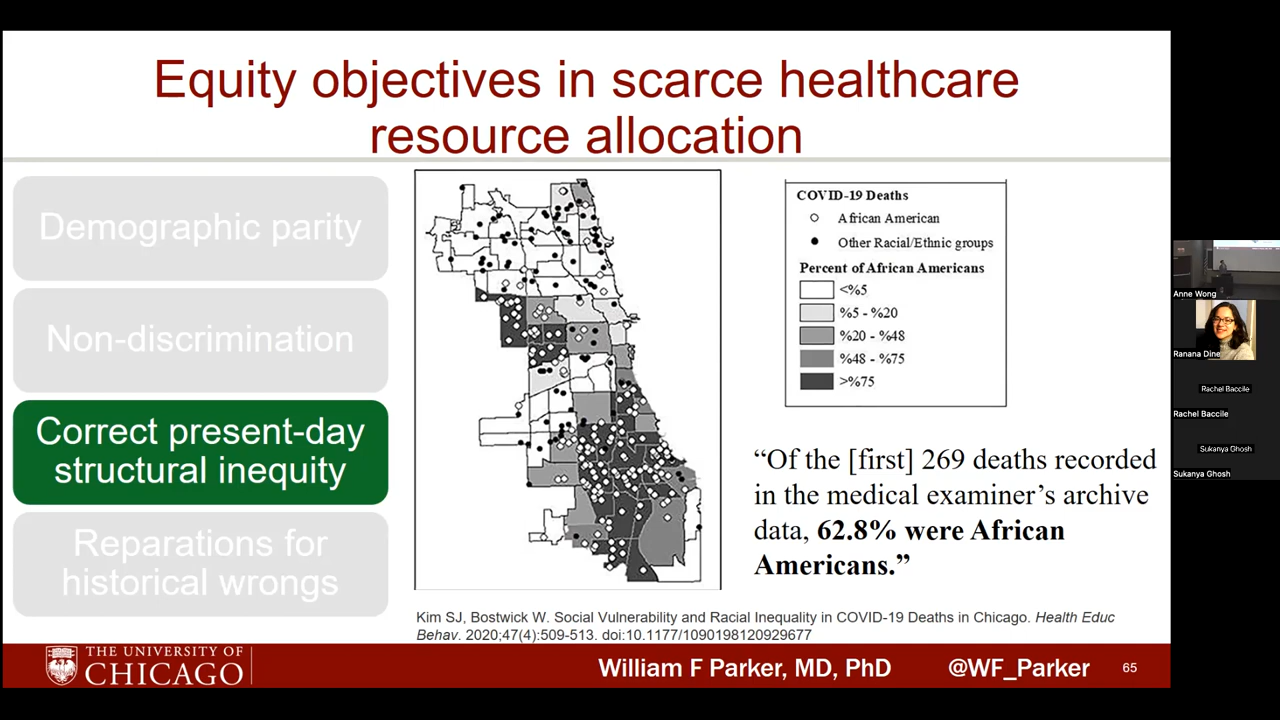 Equity objectives in scarce healthcare
resource allocation
Demographic parity
Non-discrimination
Correct present-day
structural inequity
Reparations for
historical wrongs
COVID-19 Deaths
African American
Other Racial/Ethnic groups
Percent of African Americans
<%5
%5 - %20
%20 - %48
%48 - %75
>%75
“Of the [first] 269 deaths recorded
in the medical examiner’s archive
data, 62.8% were African
Americans.”
Kim SJ, Bostwick W. Social Vulnerability and Racial Inequality in COVID-19 Deaths in Chicago. Health Educ
Behav. 2020;47(4):509-513. doi:10.1177/1090198120929677
THE UNIVERSITY OF
CHICAGO
William F Parker, MD, PhD
@WF_Parker
65
Anne Wong
Ranana Dine
Rachel Baccile
Rachel Baccile
Sukanya Ghosh
Sukanya Ghosh